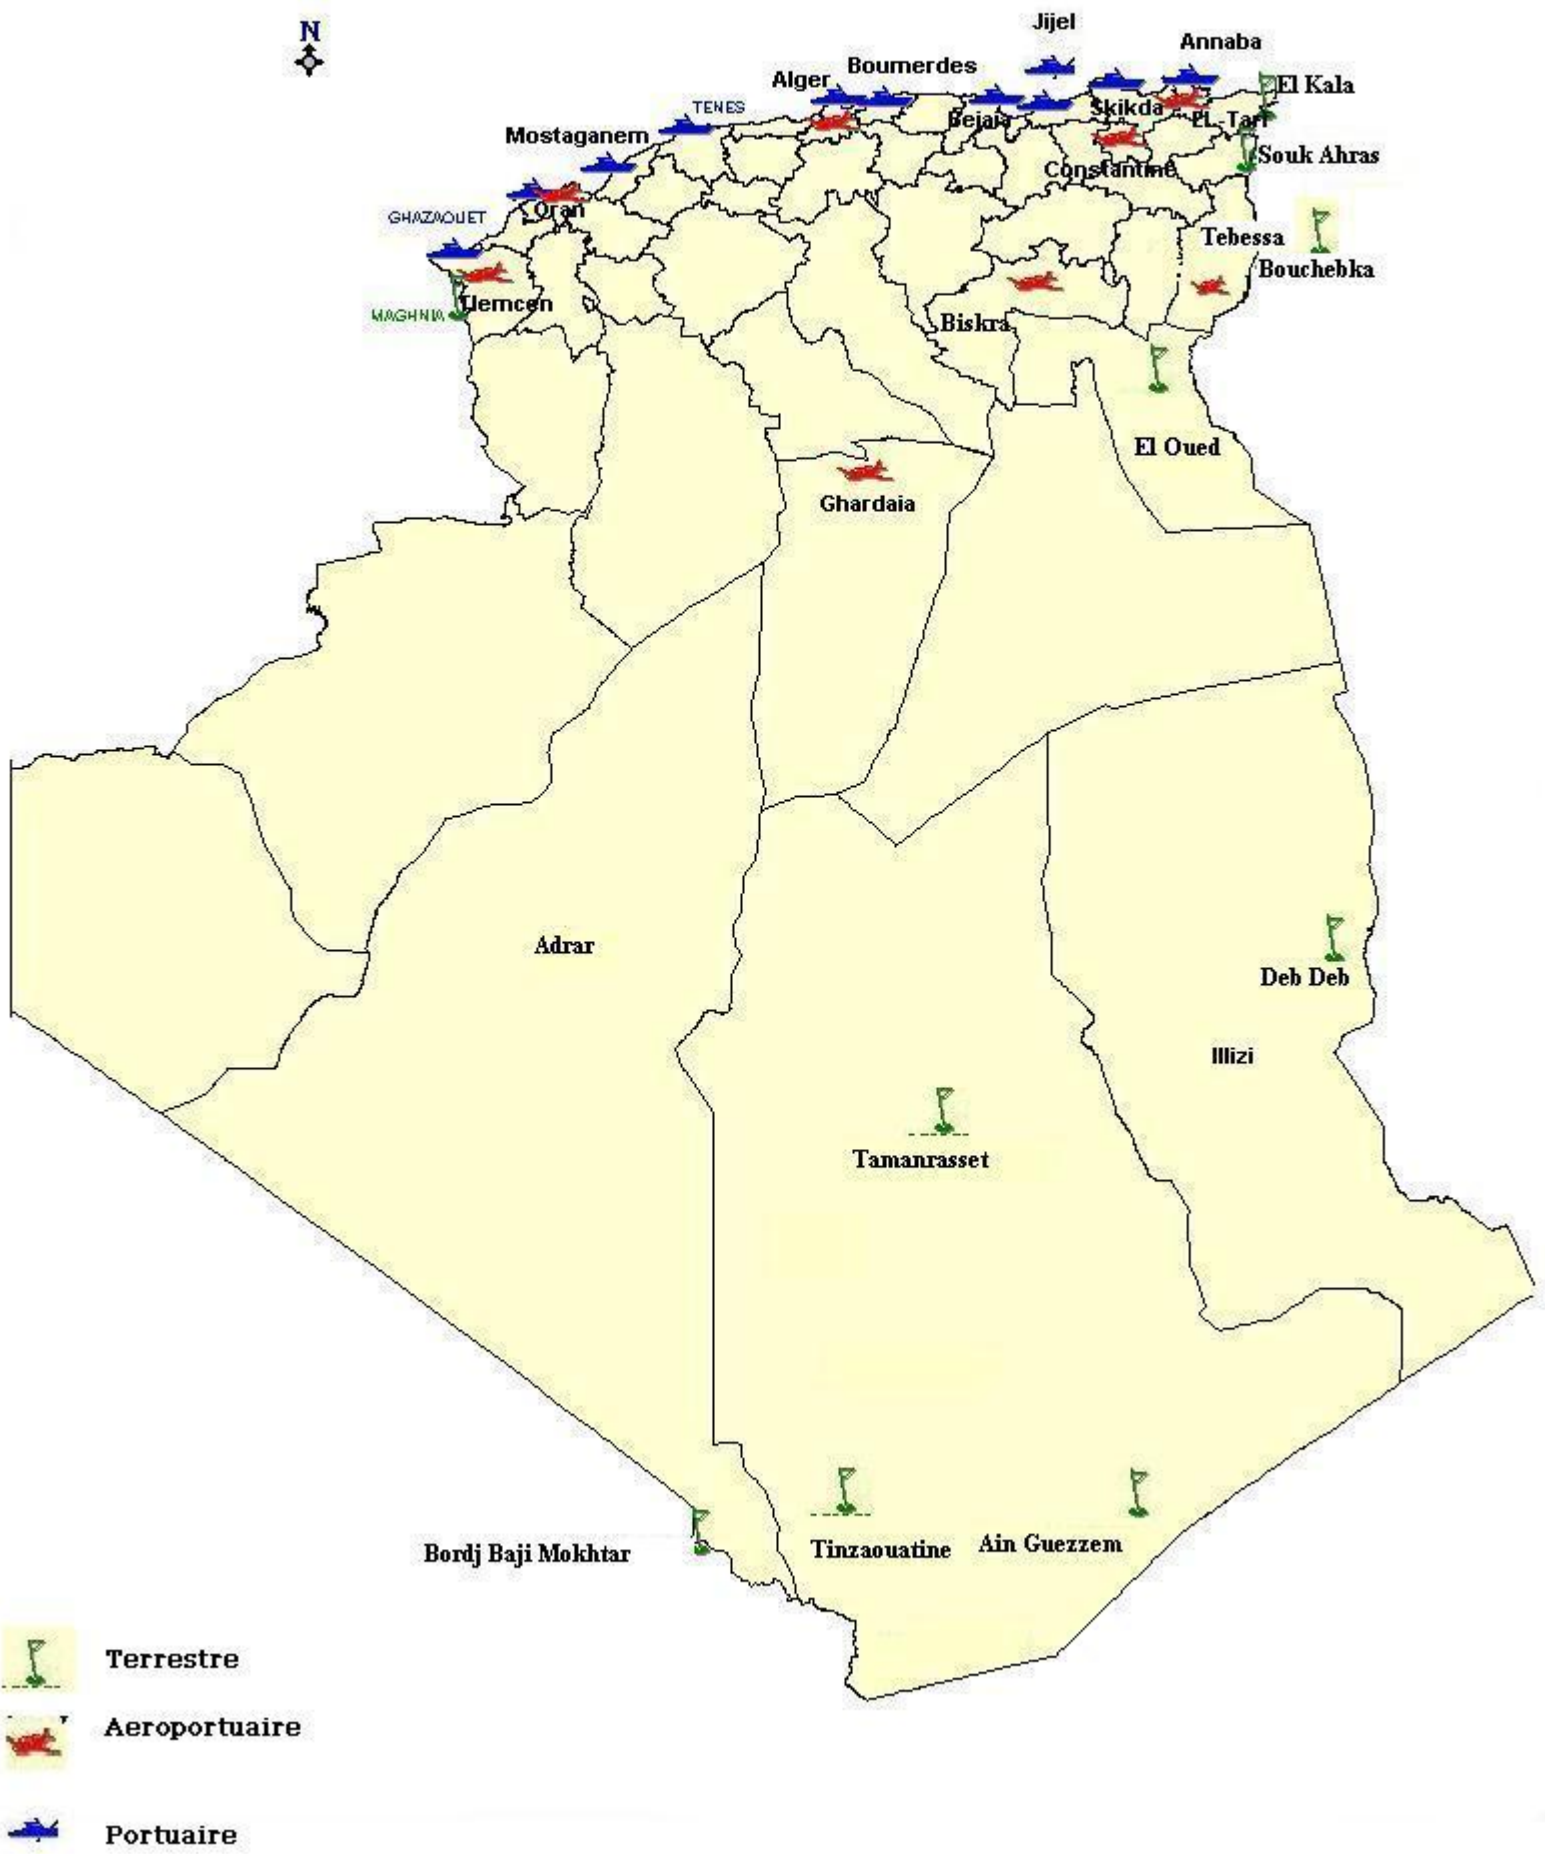 Jijel
N
Annaba
Boumerdes
Alger
El Kala
TENES
Skikda
Bejaia
EL-Tarf
Mostaganem
Souk Ahras
Constantine
Oran
GHAZAOUET
Tebessa
Bouchebka
Tlemcen
MAGHNIA
Biskra
El Oued
Ghardaia
Adrar
Deb Deb
Illizi
Tamanrasset
Bordj Baji Mokhtar
Tinzaouatine
Ain Guezzem
Terrestre
Aeroportuaire
Portuaire